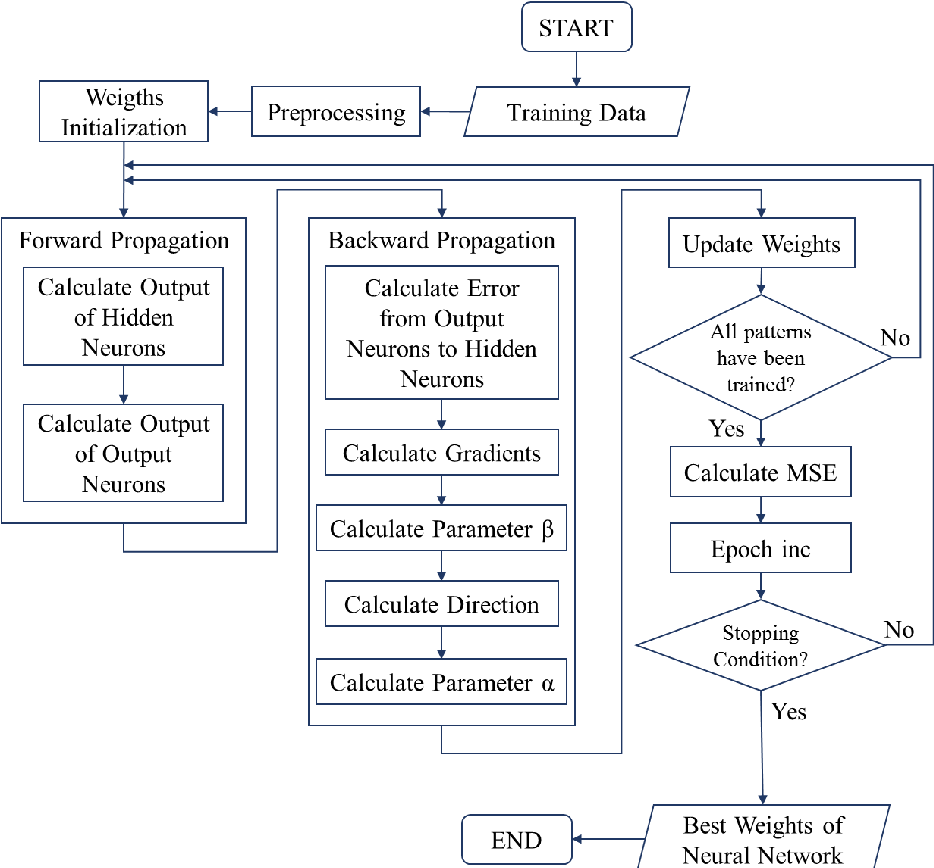 START
Training Data
Preprocessing
Weigths
Initialization
Forward Propagation
Calculate Output
of Hidden
Neurons
Calculate Output
of Output
Neurons
Backward Propagation
Calculate Error
from Output
Neurons to Hidden
Neurons
Calculate Gradients
Calculate Parameter β
Calculate Direction
Calculate Parameter α
Update Weights
All patterns
have been
trained?
No
Yes
Calculate MSE
Epoch inc
Stopping
Condition?
No
Yes
Best Weights of
Neural Network
END